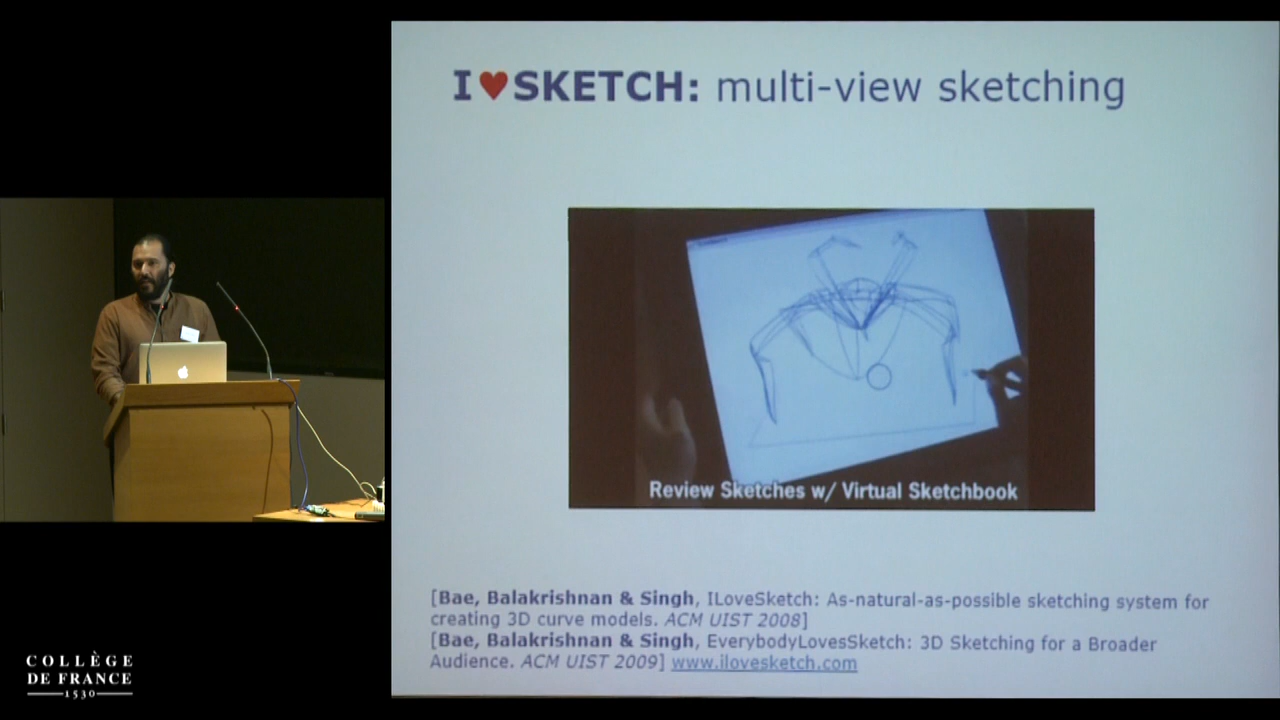 I♥SKETCH: multi-view sketching
Review Sketches w/ Virtual Sketchbook
[Bae, Balakrishnan & Singh, ILoveSketch: As-natural-as-possible sketching system for
creating 3D curve models. ACM UIST 2008]
[Bae, Balakrishnan & Singh, EverybodyLovesSketch: 3D Sketching for a Broader
Audience. ACM UIST 2009] www.ilovesketch.com
COLLÈGE
DE FRANCE
1530